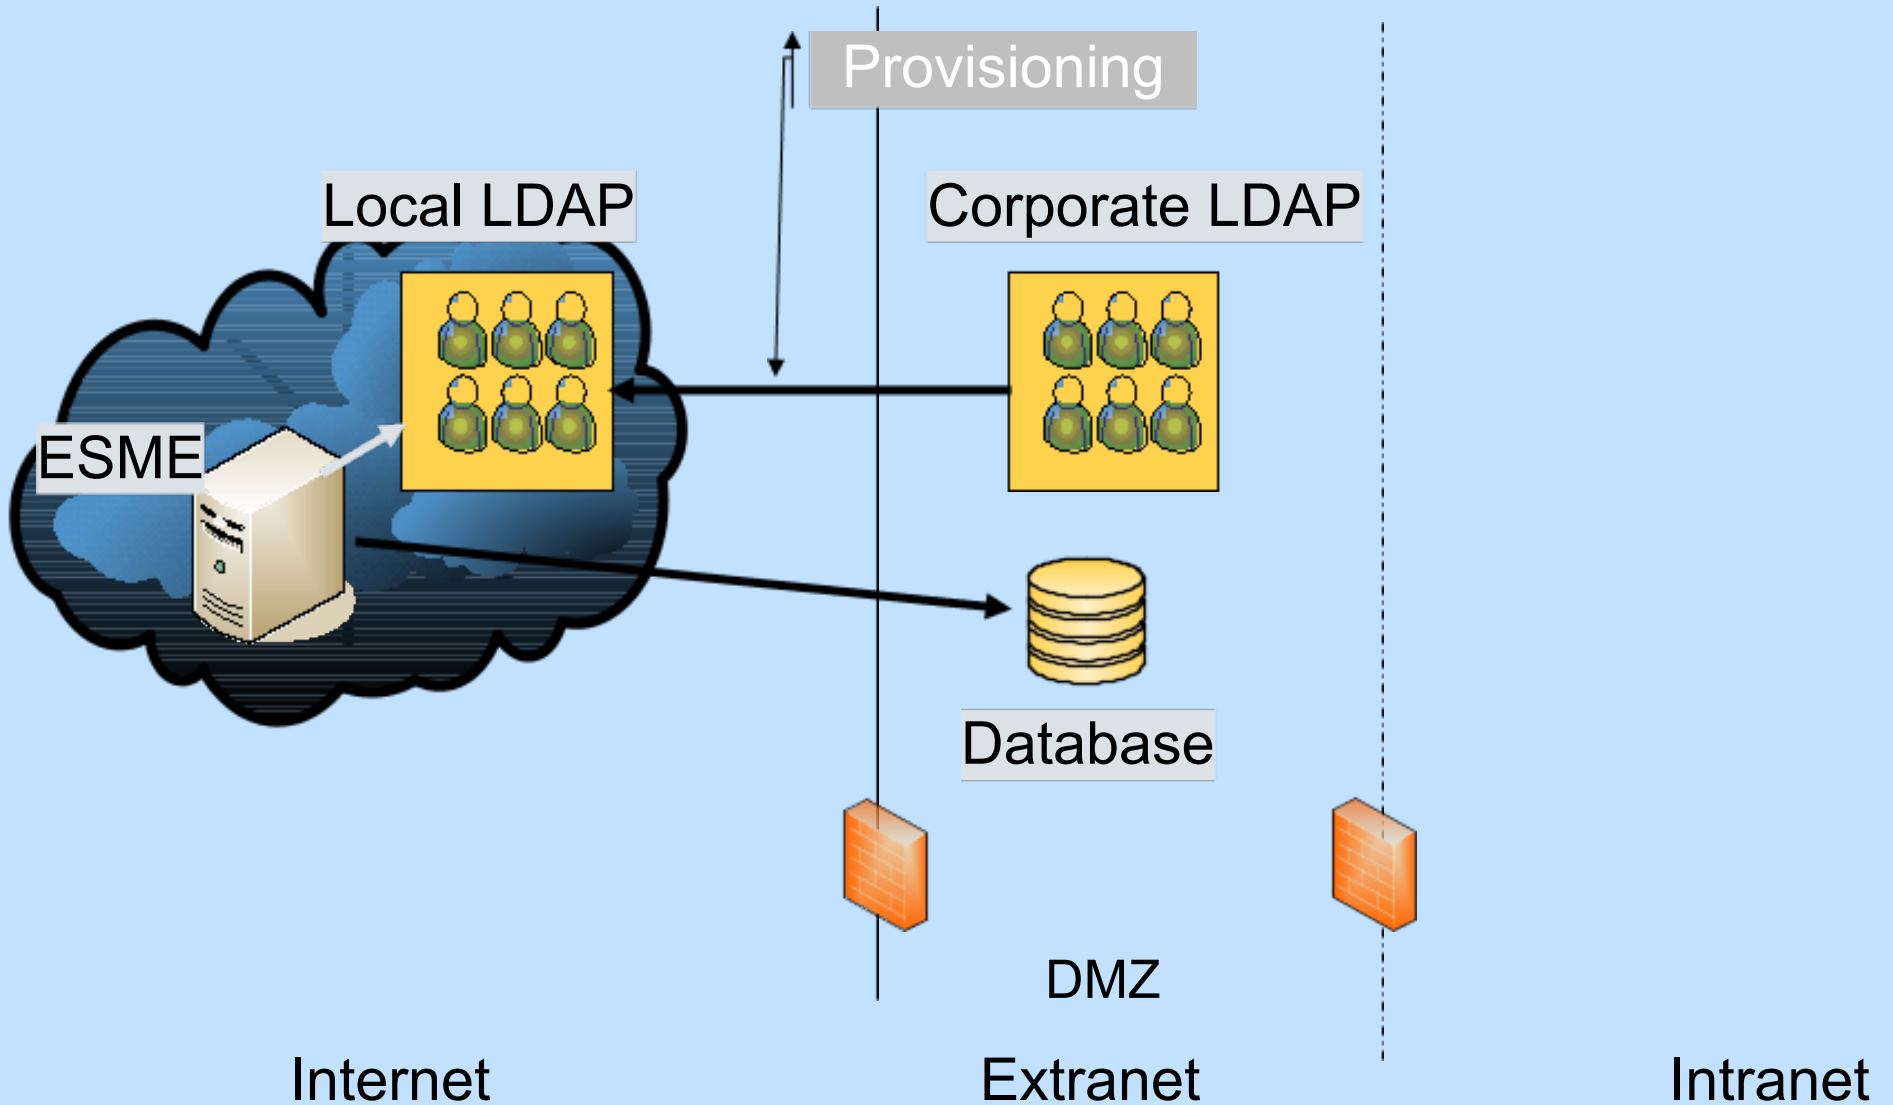 Provisioning
Local LDAP
Corporate LDAP
ESME
Database
DMZ
Internet
Extranet
Intranet